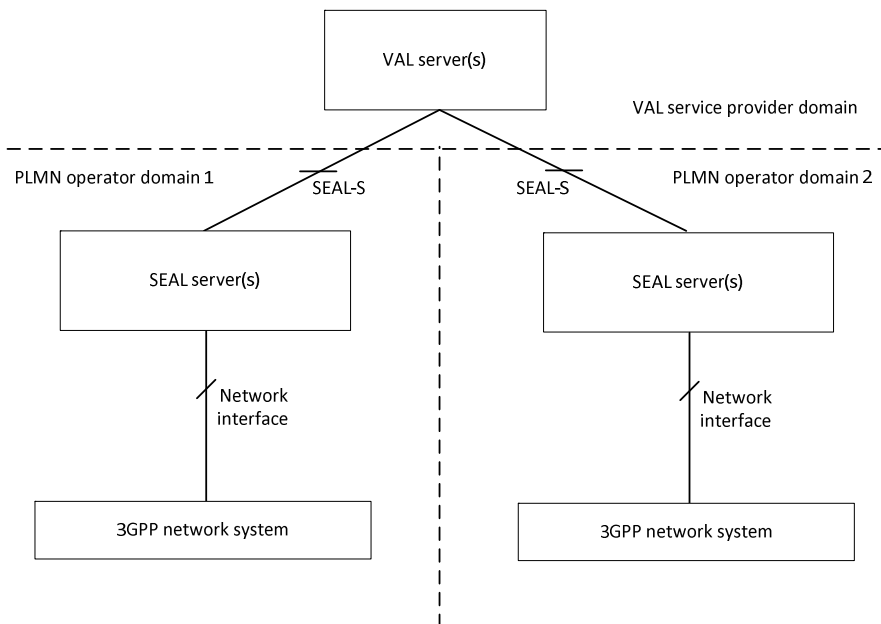 VAL server(s)
VAL service provider domain
PLMN operator domain 1
PLMN operator domain 2
SEAL-S
SEAL-S
SEAL server(s)
SEAL server(s)
Network
interface
Network
interface
3GPP network system
3GPP network system